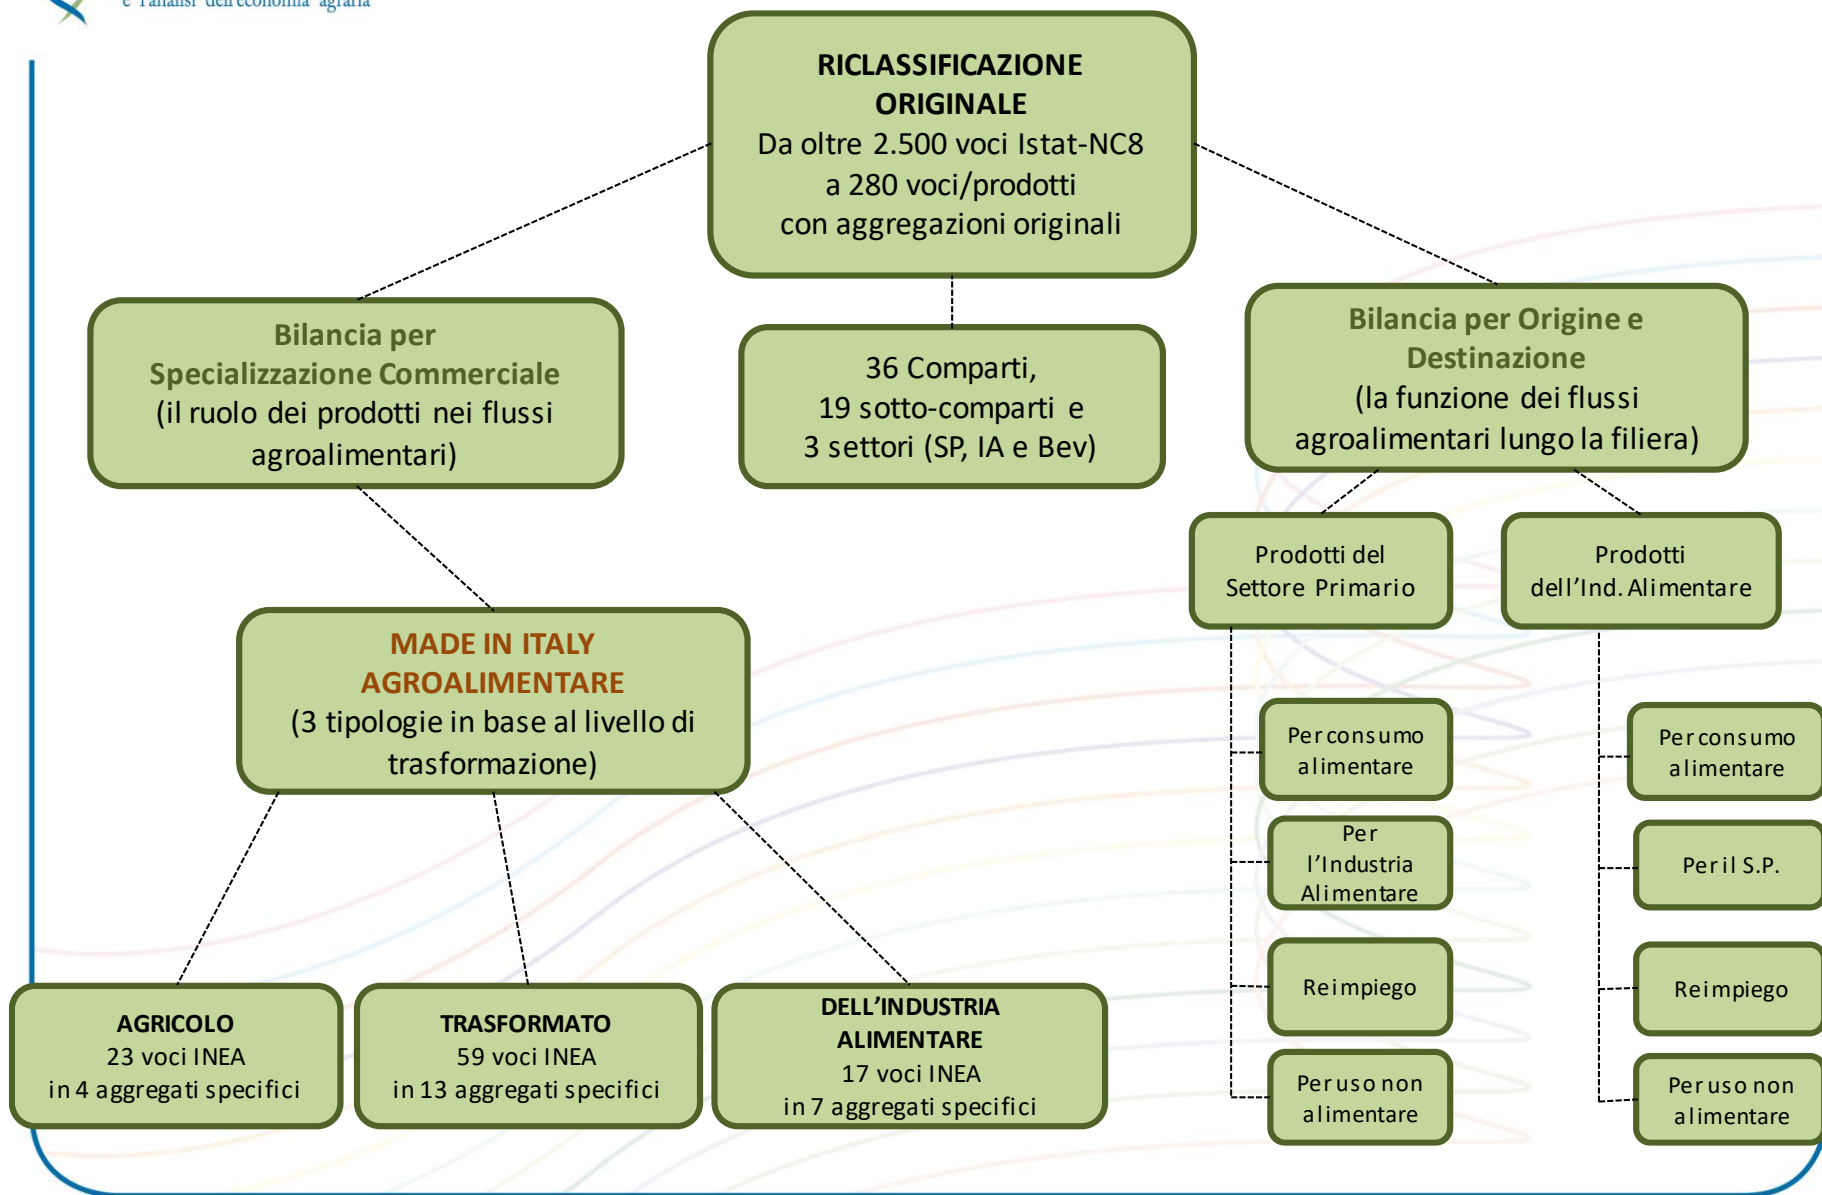 e l'analisi dell'economia agraria
RICLASSIFICAZIONE
ORIGINALE
Da oltre 2.500 voci Istat-NC8
a 280 voci/prodotti
con aggregazioni originali
Bilancia per
Specializzazione Commerciale
(il ruolo dei prodotti nei flussi
agroalimentari)
36 Comparti,
19 sotto-comparti e
3 settori (SP, IA e Bev)
Bilancia per Origine e
Destinazione
(la funzione dei flussi
agroalimentari lungo la filiera)
Prodotti del
Settore Primario
Prodotti
dell'Ind. Alimentare
MADE IN ITALY
AGROALIMENTARE
(3 tipologie in base al livello di
trasformazione)
Per consumo
alimentare
Per
l'Industria
Alimentare
Reimpiego
Per uso non
alimentare
Per consumo
alimentare
Per il S.P.
Reimpiego
Per uso non
alimentare
AGRICOLO
23 voci INEA
in 4 aggregati specifici
TRASFORMATO
59 voci INEA
in 13 aggregati specifici
DELL'INDUSTRIA
ALIMENTARE
17 voci INEA
in 7 aggregati specifici